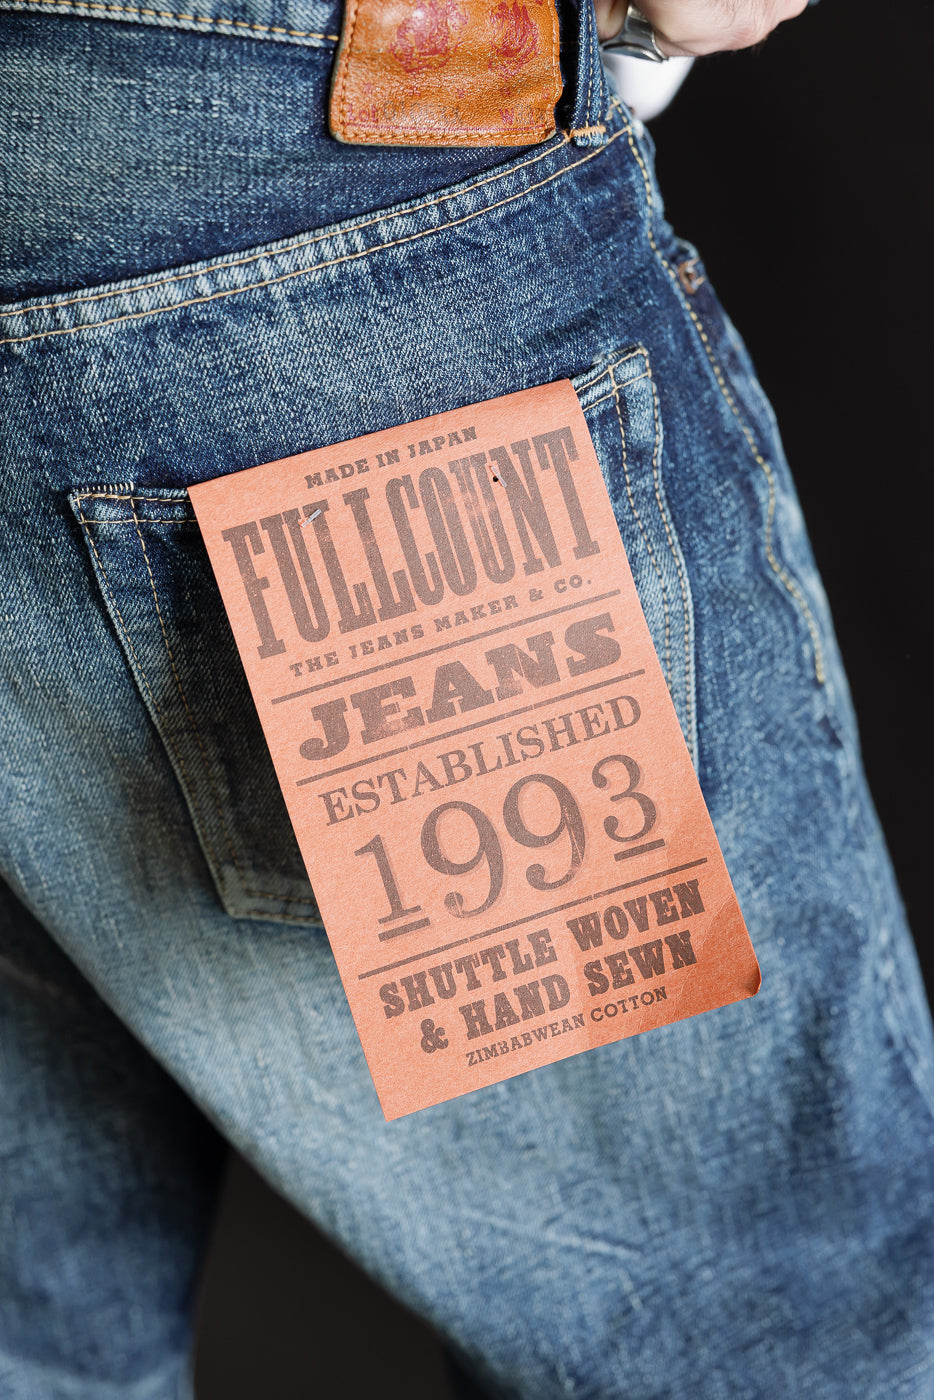 MADE IN JAPAN
FULLCOUNT
THE JEANS MAKER & CO.
JEANS
ESTABLISHED
1993
SHUTTLE WOVEN
& HAND SEWN
ZIMBABWEAN COTTON